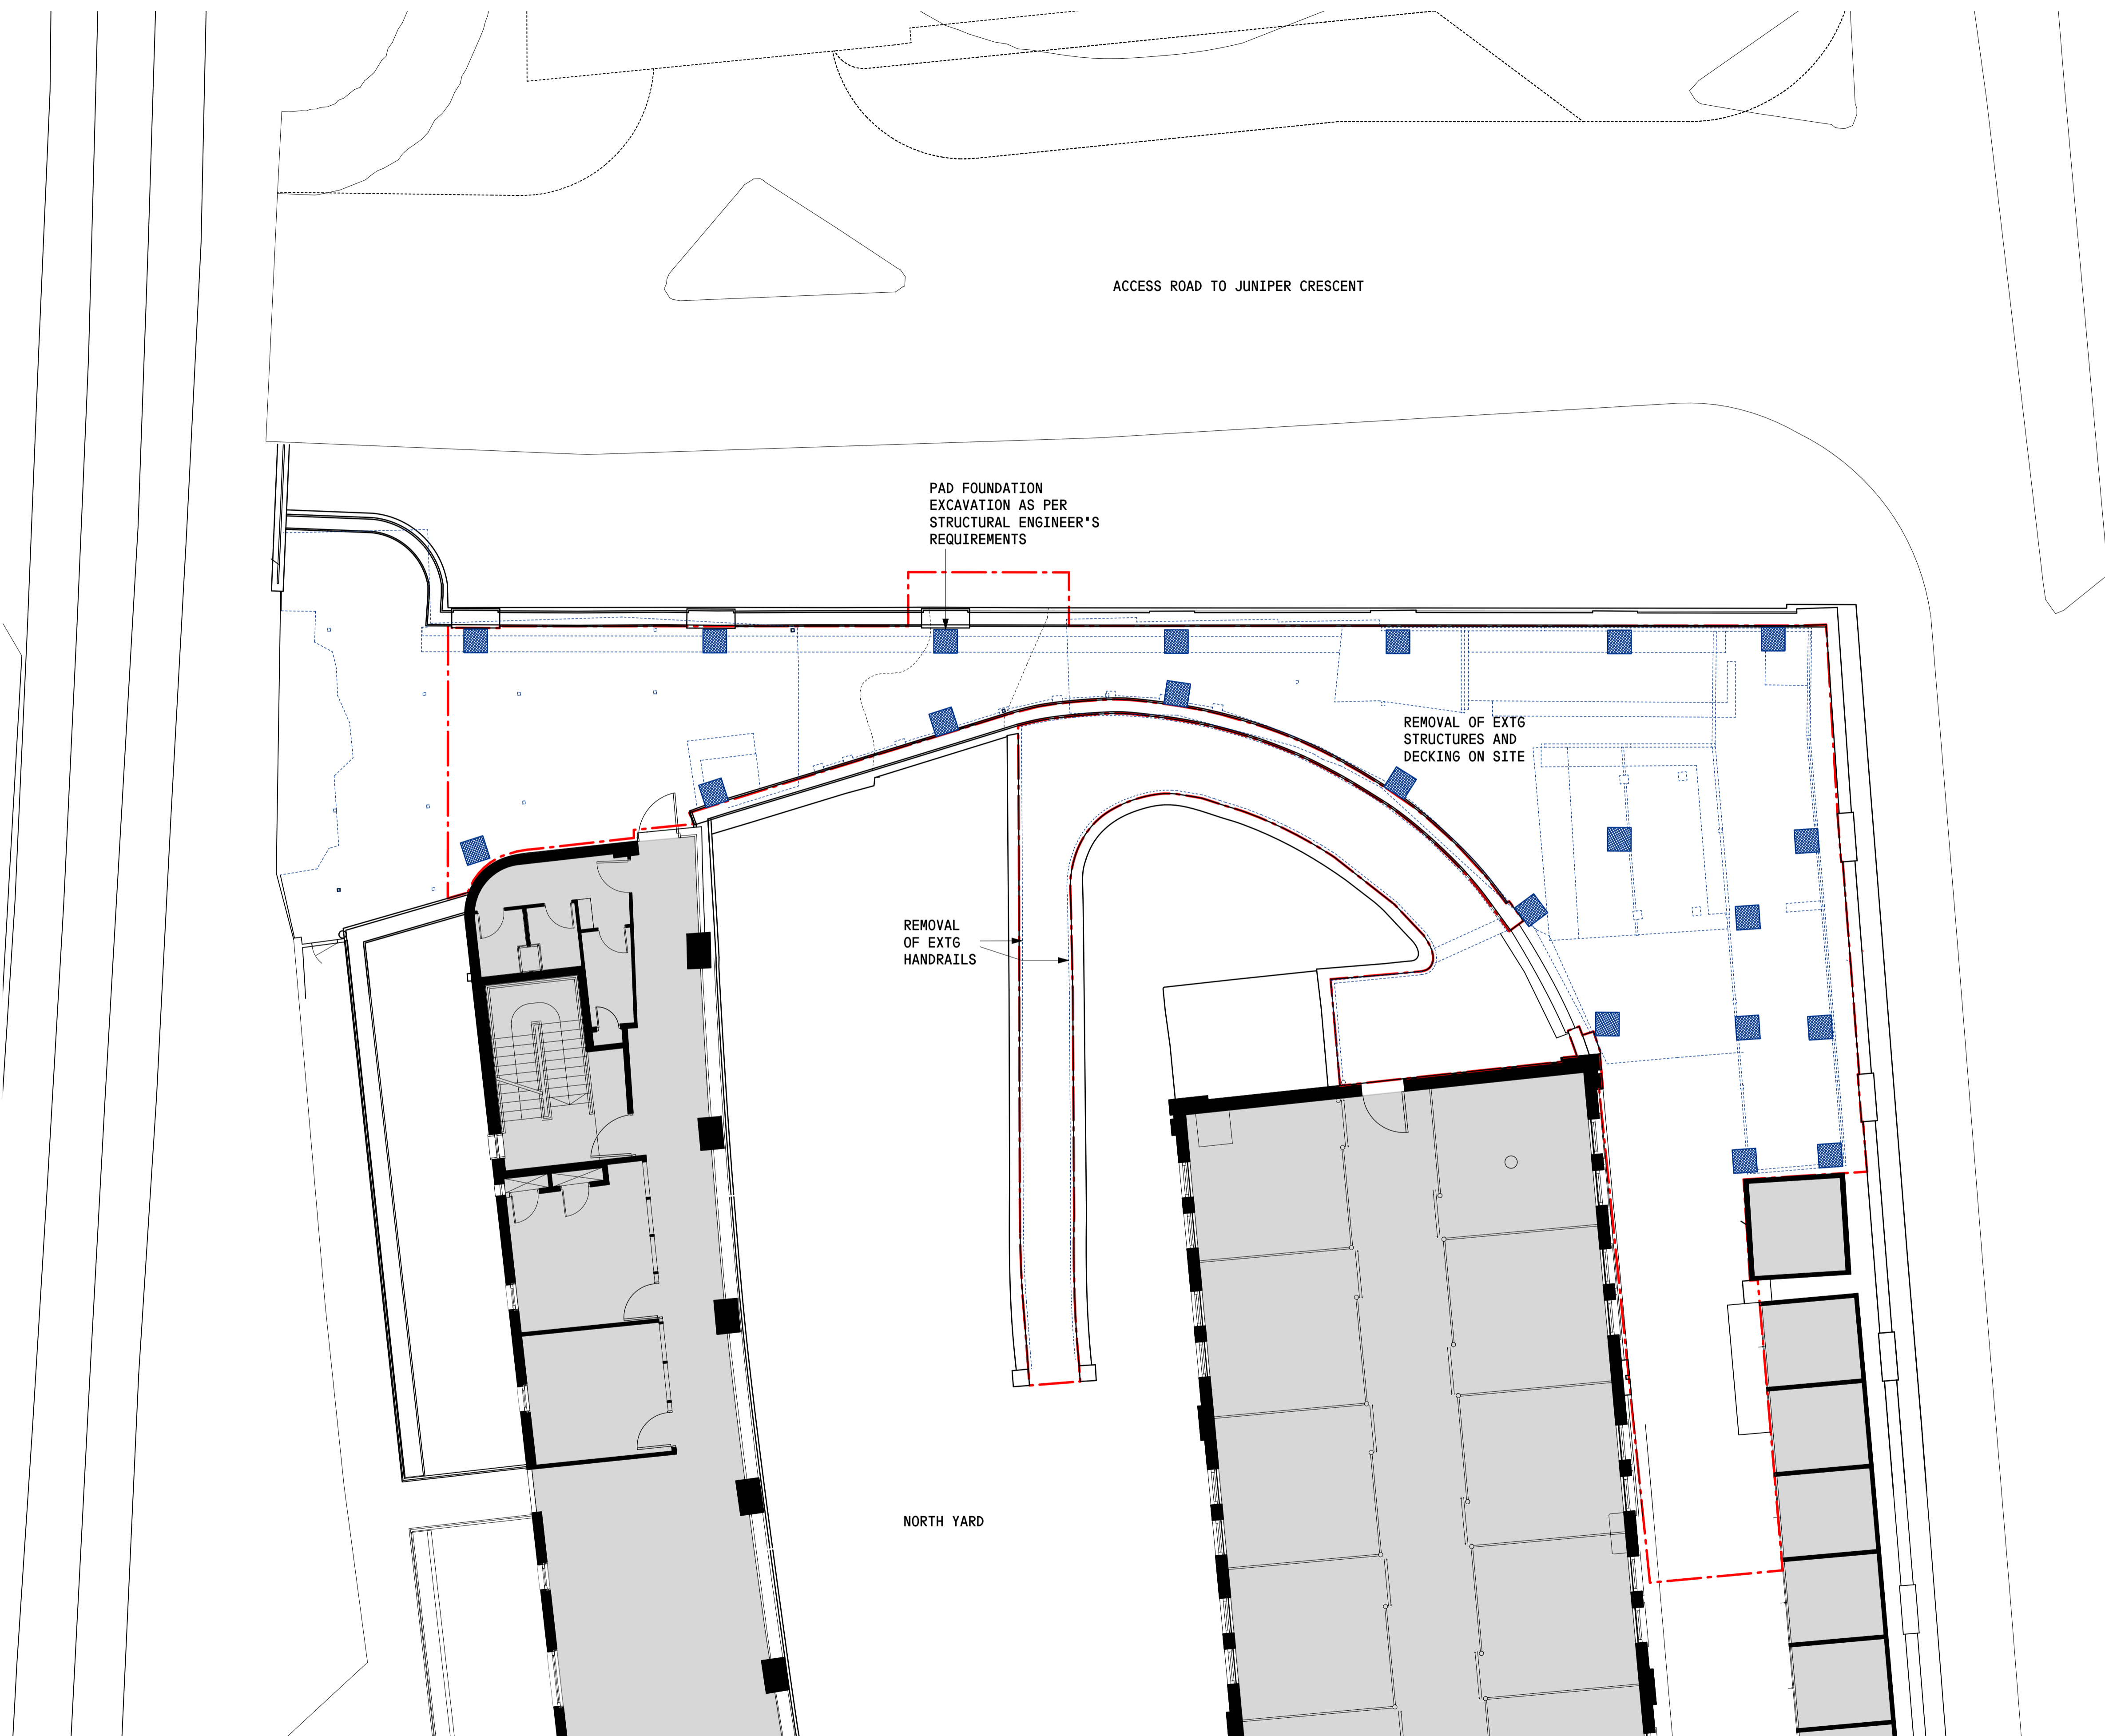 ACCESS ROAD TO JUNIPER CRESCENT
PAD FOUNDATION
EXCAVATION AS PER
STRUCTURAL ENGINEER'S
REQUIREMENTS
REMOVAL OF EXTG
STRUCTURES AND
DECKING ON SITE
REMOVAL
OF EXTG
HANDRAILS
NORTH YARD